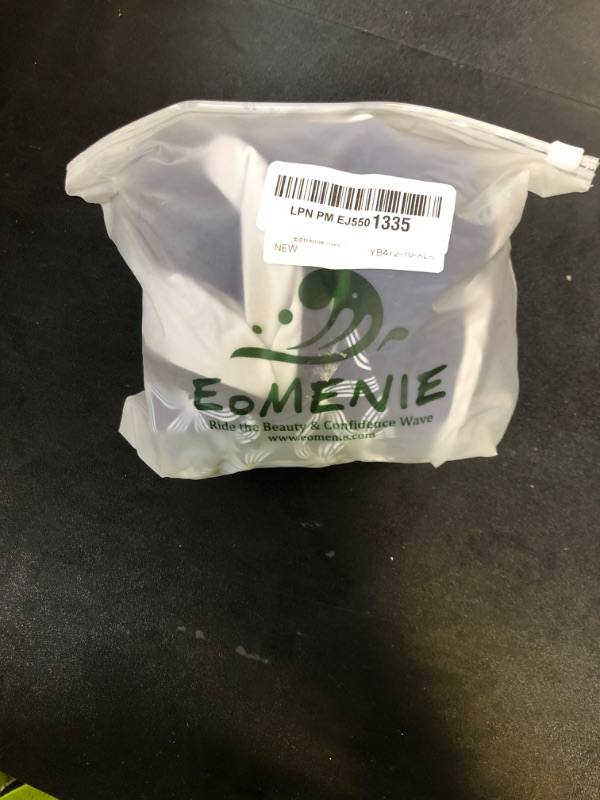 LPN PM EJ550 1335
NEW
EoMENIE
Ride the Beauty & Confidence Wave
www.eomenie.com